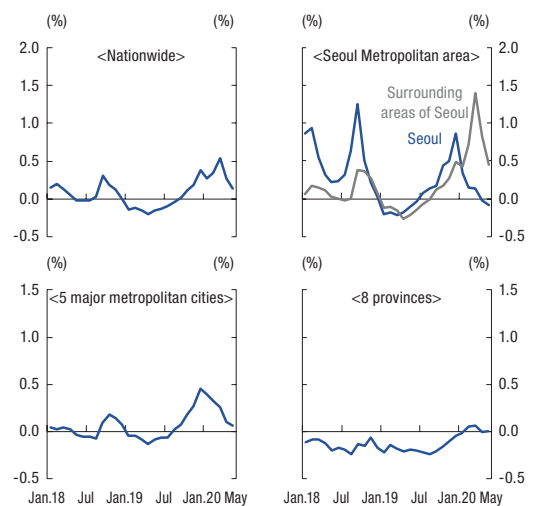 (%) (%) (%) (%)
<Nationwide> <Seoul Metropolitan area>
2.0 2.0
1.5 1.5
1.0 1.0
0.5 0.5
0.0 0.0
-0.5 -0.5
Surrounding
areas of Seoul
Seoul
(%) (%) (%) (%)
<5 major metropolitan cities> <8 provinces>
1.5 1.5
1.0 1.0
0.5 0.5
0.0 0.0
-0.5 -0.5
Jan.18 Jul Jan.19 Jul Jan.20 May Jan.18 Jul Jan.19 Jul Jan.20 May